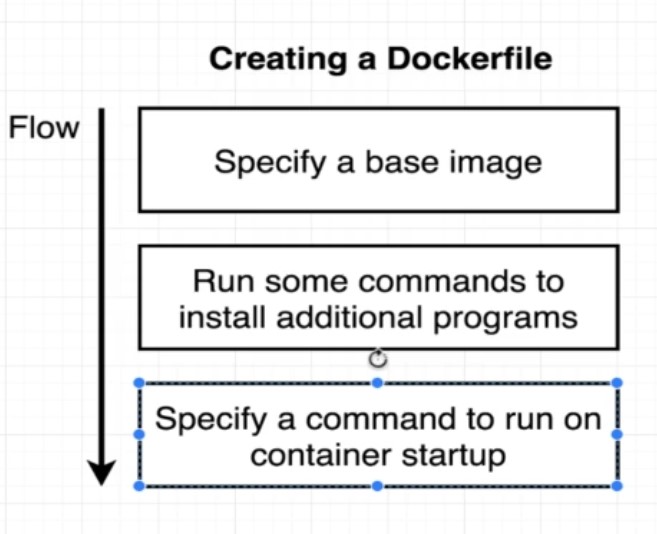 Creating a Dockerfile
Flow
Specify a base image
Run some commands to
install additional programs
Specify a command to run on
container startup